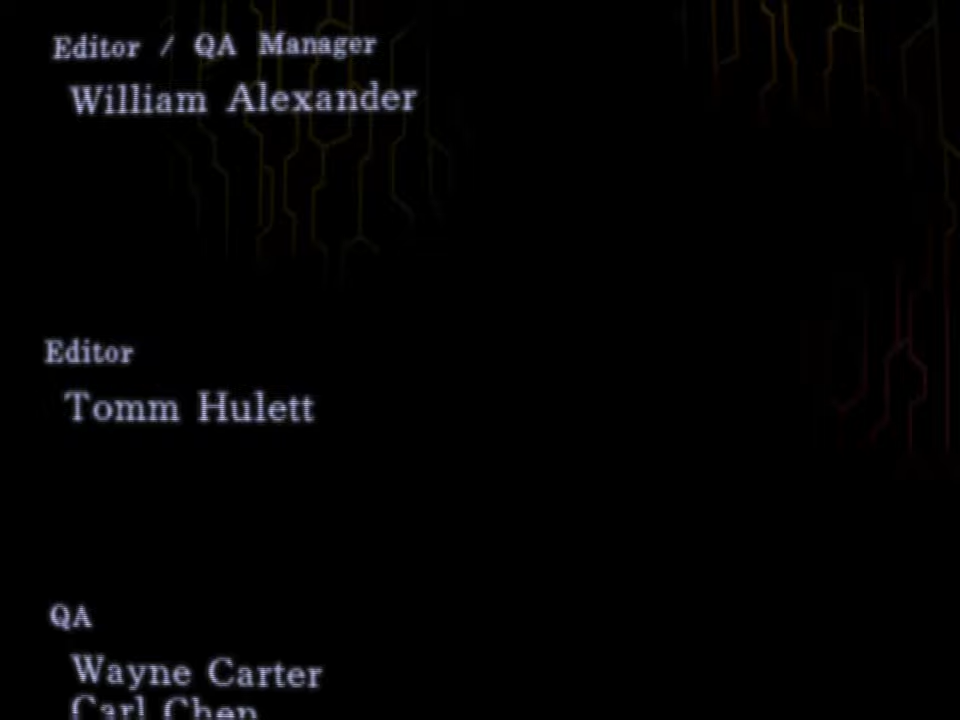 Editor / QA Manager
William Alexander
Editor
Tomm Hulett
QA
Wayne Carter
Carl Chen